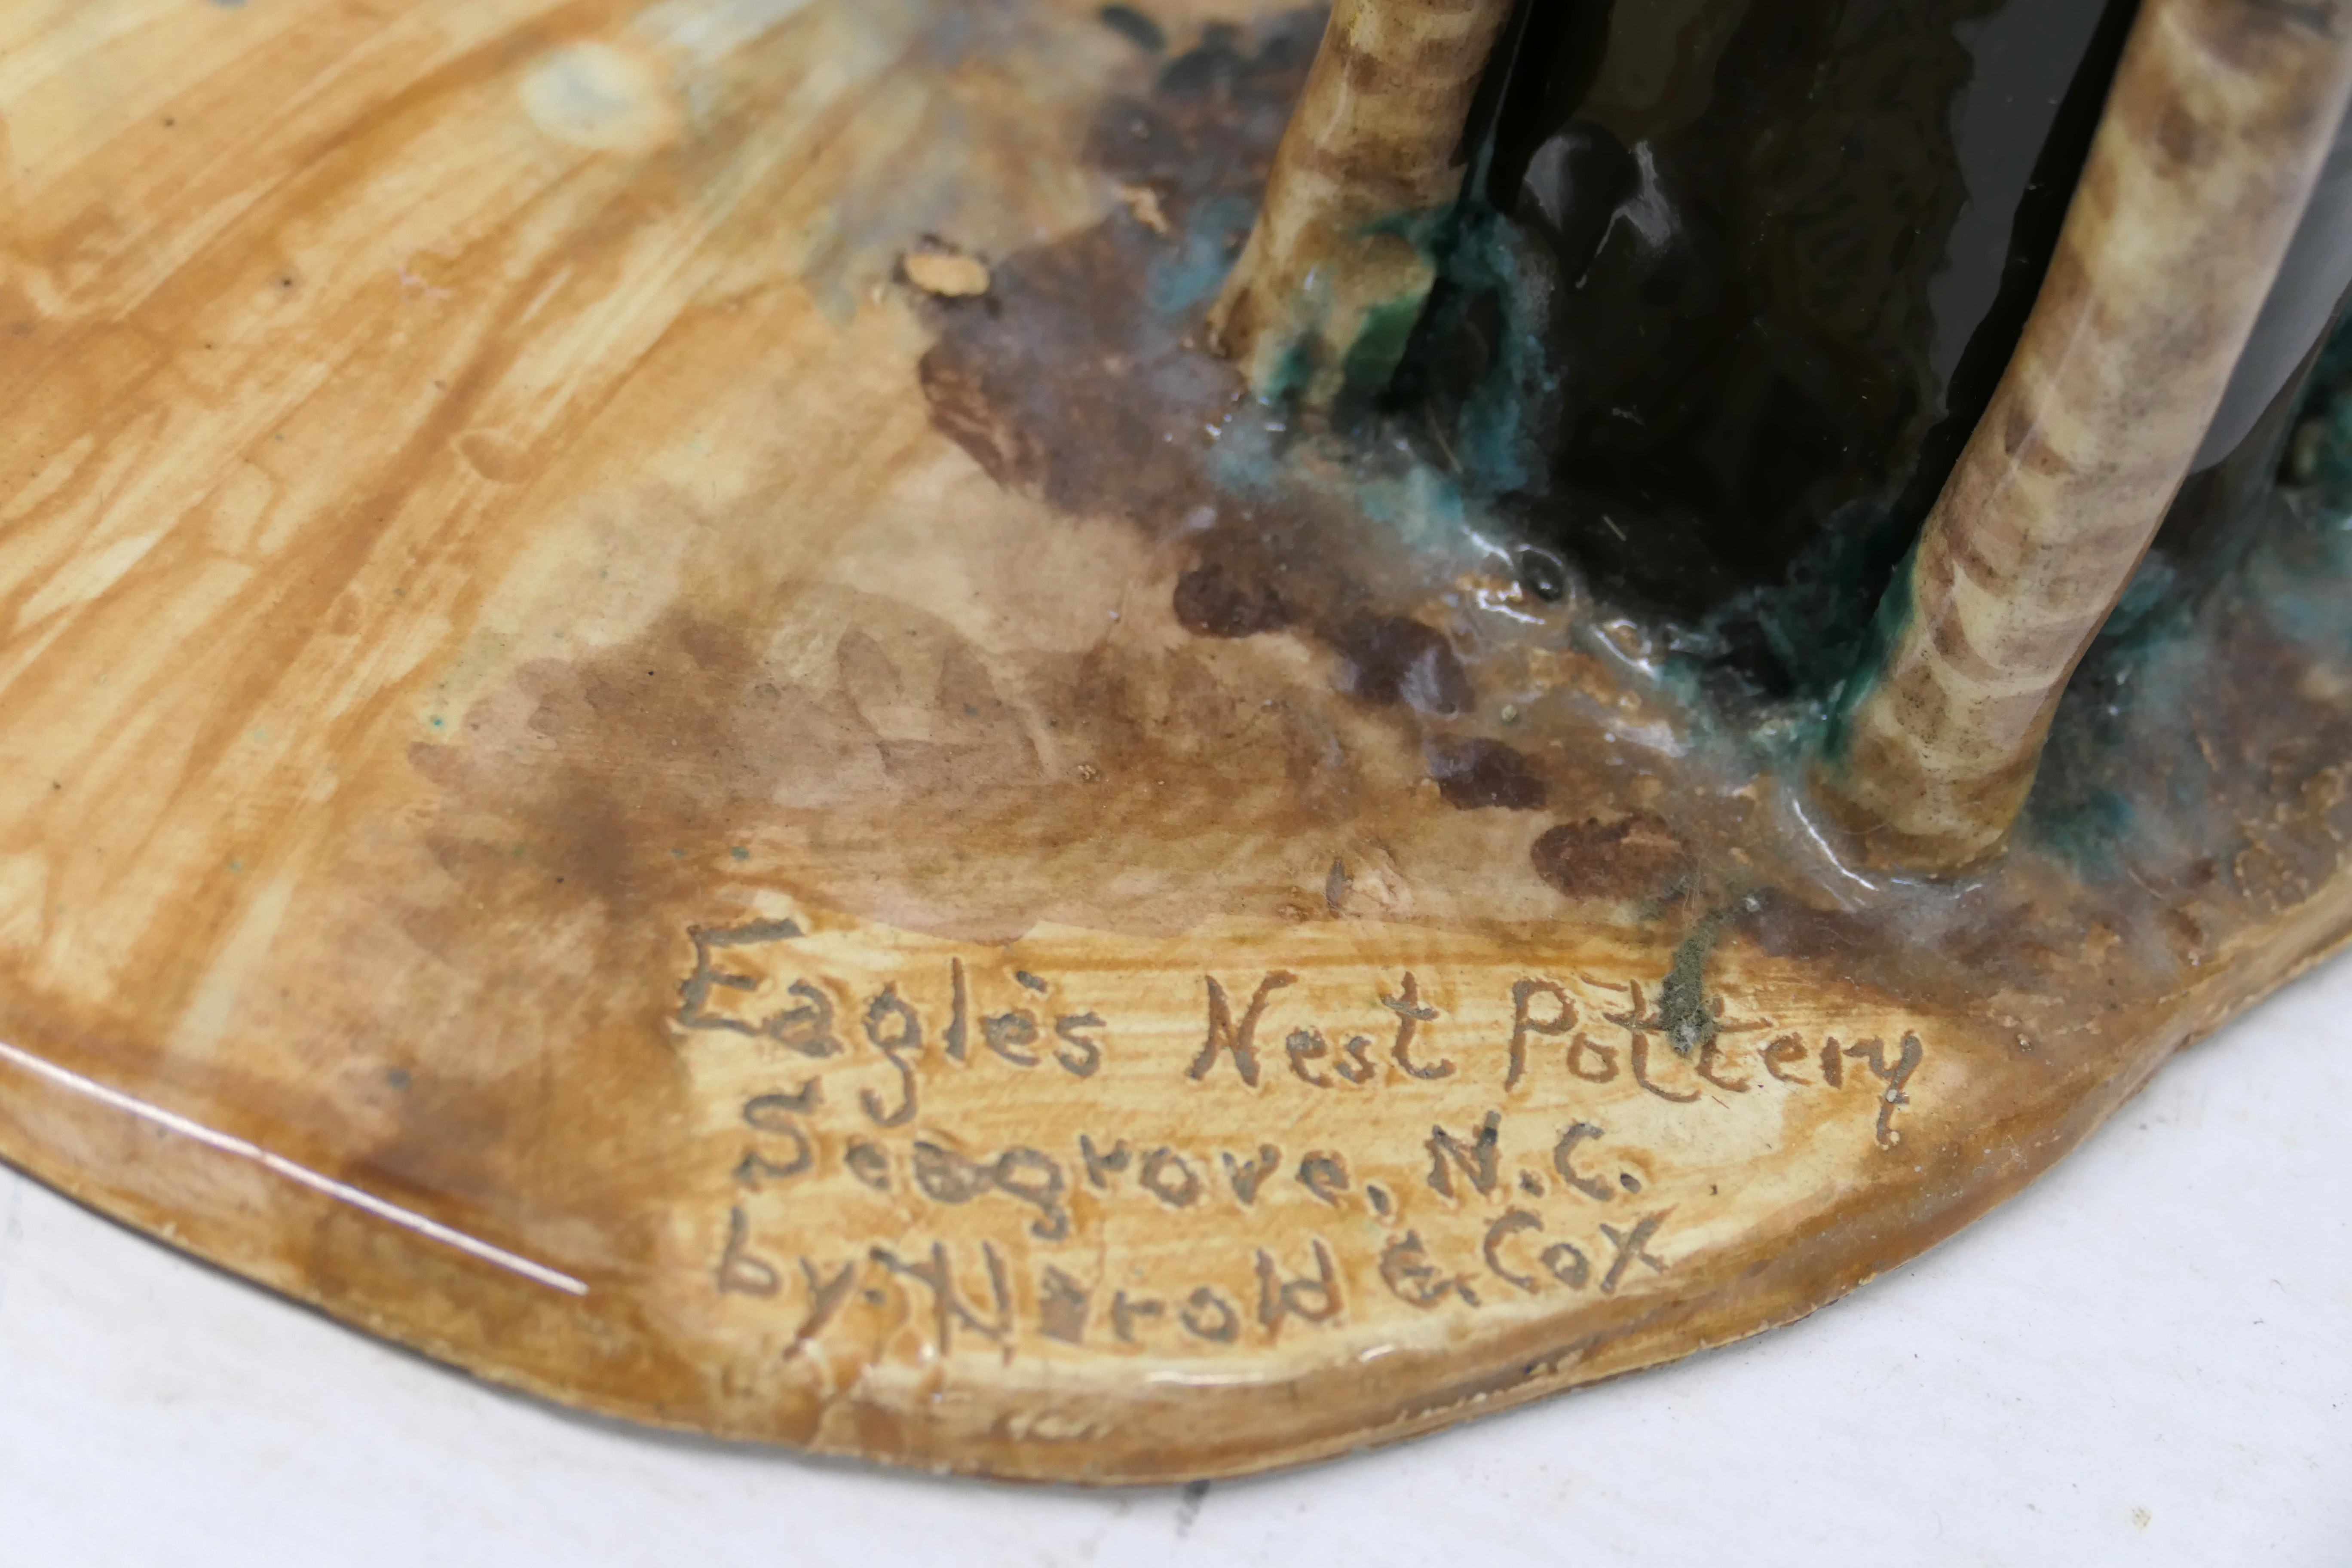 Eagle's Nest Pottery
Seagrove, N.C.
by: Harold G. Cox